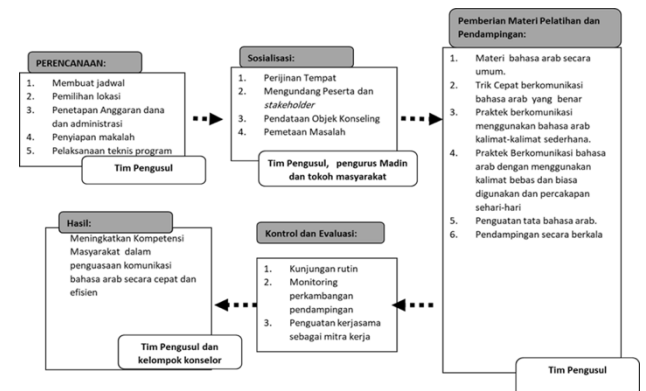 PERENCANAAN:
1. Membuat jadwal
2. Pemilihan lokasi
3. Penetapan Anggaran dana
dan administrasi
4. Penyiapan makalah
5. Pelaksanaan teknis program
Tim Pengusul
Sosialisasi:
1. Perijinan Tempat
2. Mengundang Peserta dan
stakeholder
3. Pendataan Objek Konseling
4. Pemetaan Masalah
Tim Pengusul, pengurus Madin
dan tokoh masyarakat
Pemberian Materi Pelatihan dan
Pendampingan:
1. Materi bahasa arab secara
umum.
2. Trik Cepat berkomunikasi
bahasa arab yang benar
3. Praktek berkomunikasi
menggunakan bahasa arab
kalimat-kalimat sederhana.
4. Praktek Berkomunikasi bahasa
arab dengan menggunakan
kalimat bebas dan biasa
digunakan dan percakapan
sehari-hari
5. Penguatan tata bahasa arab.
6. Pendampingan secara berkala
Tim Pengusul
Kontrol dan Evaluasi:
1. Kunjungan rutin
2. Monitoring
perkambangan
pendampingan
3. Penguatan kerjasama
sebagai mitra kerja
Hasil:
Meningkatkan Kompetensi
Masyarakat dalam
penguasaan komunikasi
bahasa arab secara cepat dan
efisien
Tim Pengusul dan
kelompok konselor